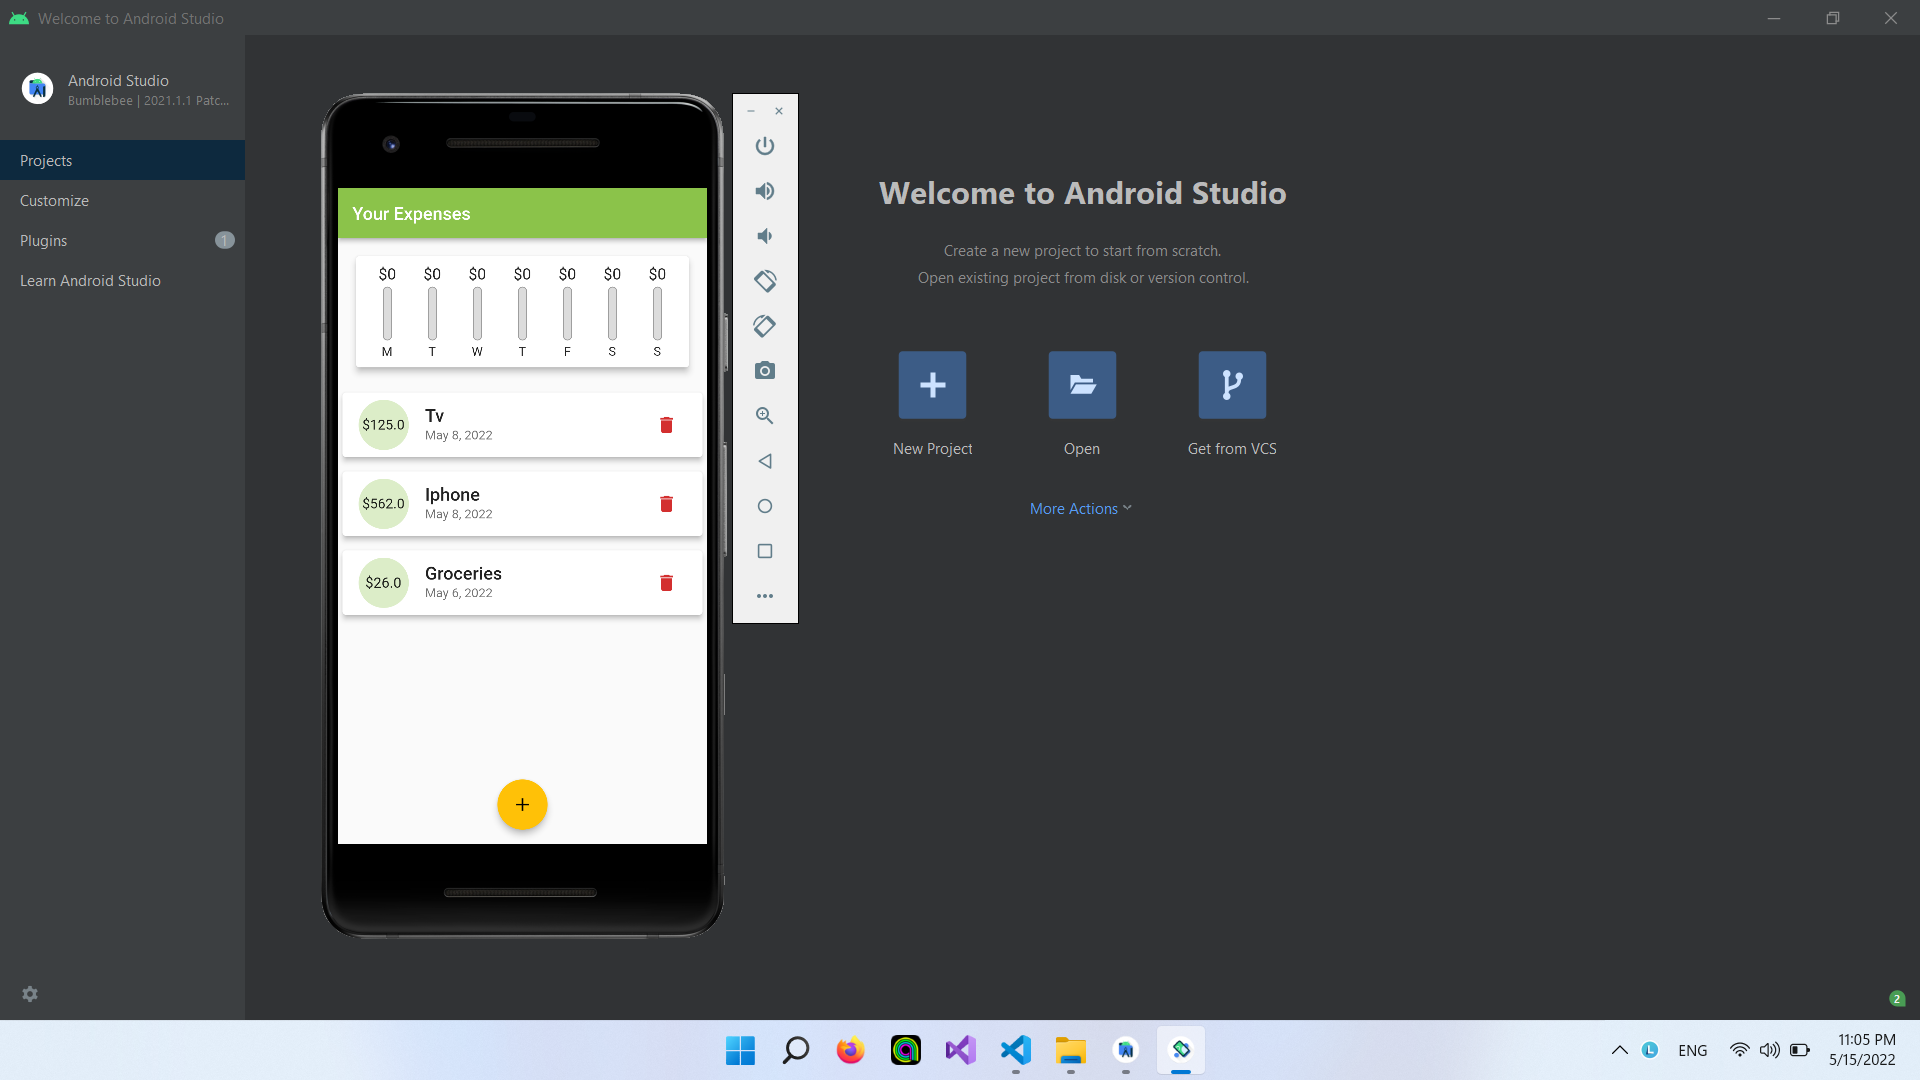 Welcome to Android Studio
Android Studio
Bumblebee | 2021.1.1 Patc...
Projects
Customize
Plugins
1
Learn Android Studio
Your Expenses
$0 $0 $0 $0 $0 $0 $0
M T W T F S S
$125.0
Tv
May 8, 2022
$562.0
Iphone
May 8, 2022
$26.0
Groceries
May 6, 2022
Welcome to Android Studio
Create a new project to start from scratch.
Open existing project from disk or version control.
New Project
Open
Get from VCS
More Actions
2
L
ENG
11:05 PM
5/15/2022